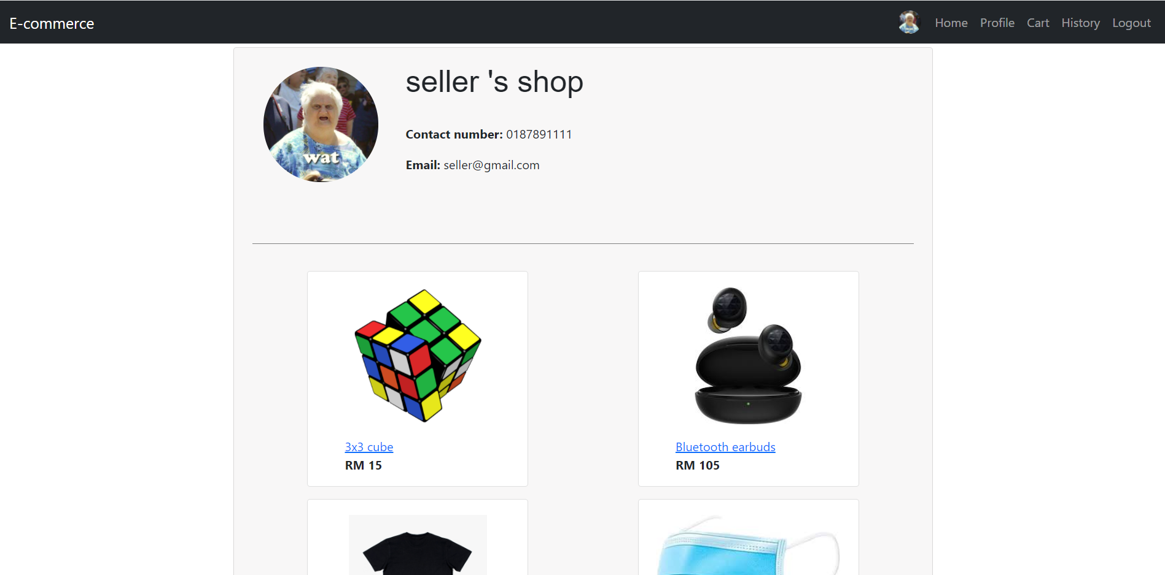 E-commerce Home Profile Cart History Logout
seller 's shop
Contact number: 0187891111
Email: seller@gmail.com
wat
3x3 cube
RM 15
Bluetooth earbuds
RM 105